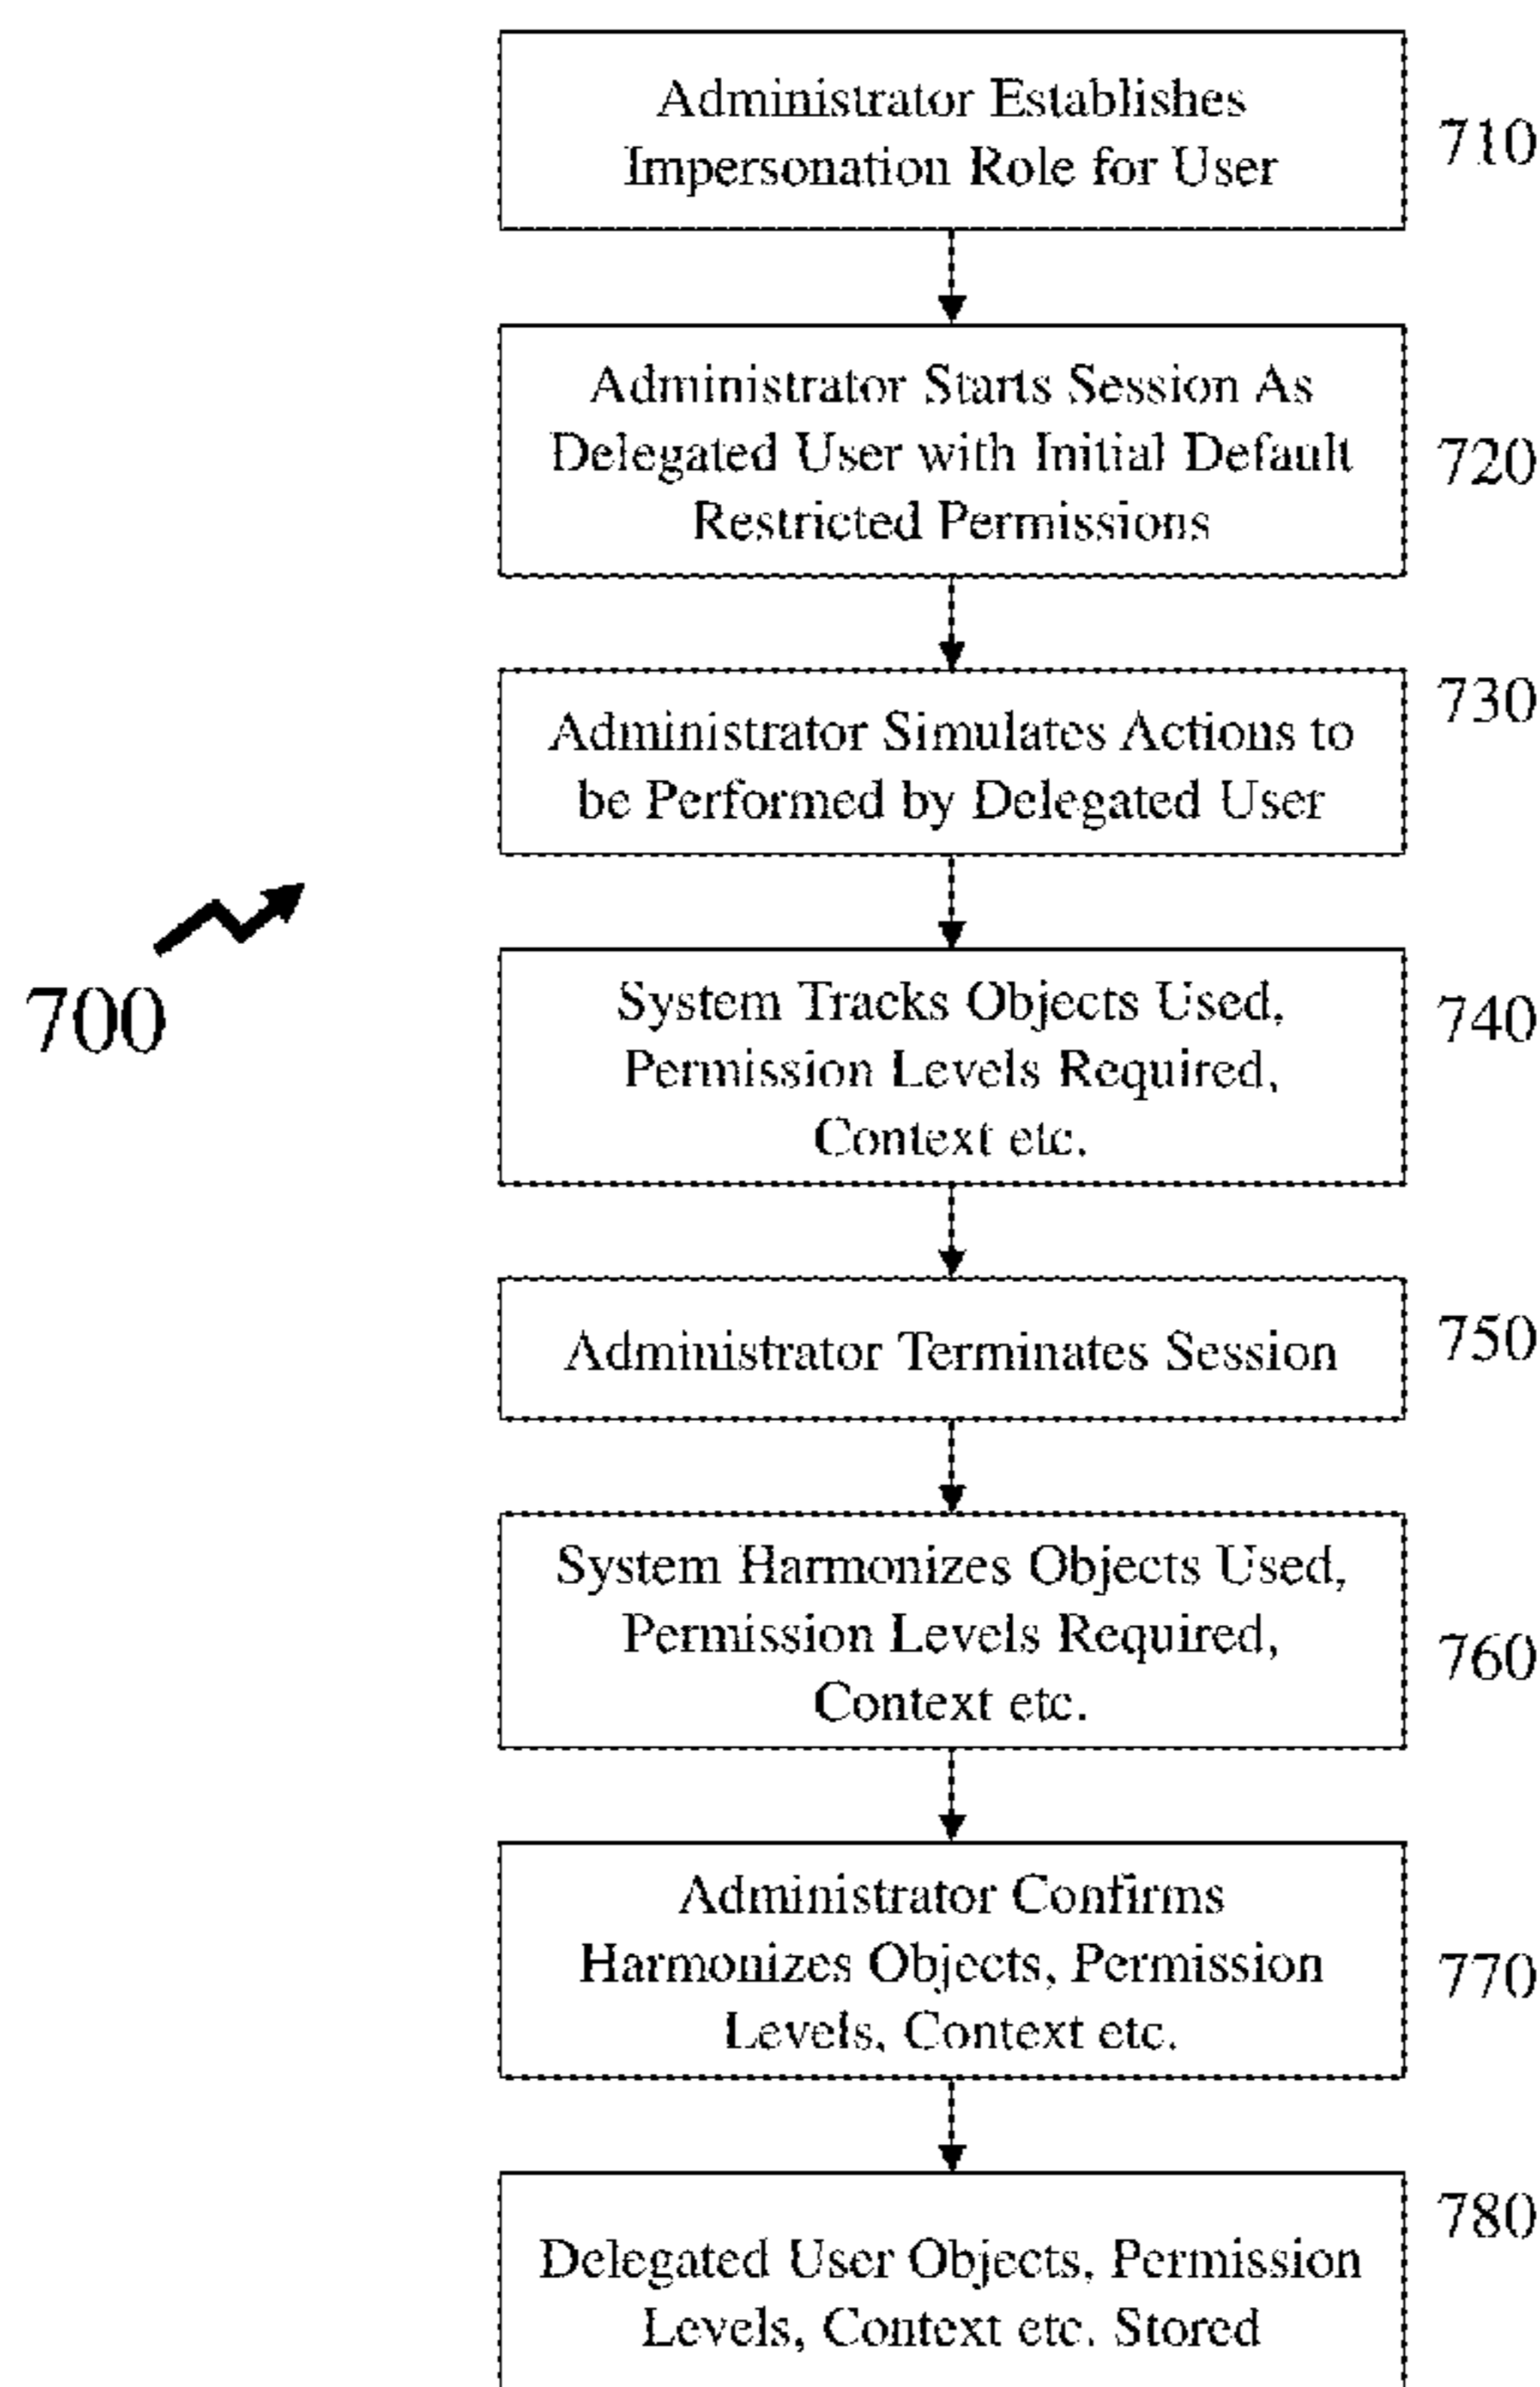 Administrator Establishes
Impersonation Role for User
710
Administrator Starts Session As
Delegated User with Initial Default
Restricted Permissions
720
Administrator Simulates Actions to
be Performed by Delegated User
730
700
System Tracks Objects Used,
Permission Levels Required,
Context etc.
740
Administrator Terminates Session
750
System Harmonizes Objects Used,
Permission Levels Required,
Context etc.
760
Administrator Confirms
Harmonizes Objects, Permission
Levels, Context etc.
770
Delegated User Objects, Permission
Levels, Context etc. Stored
780